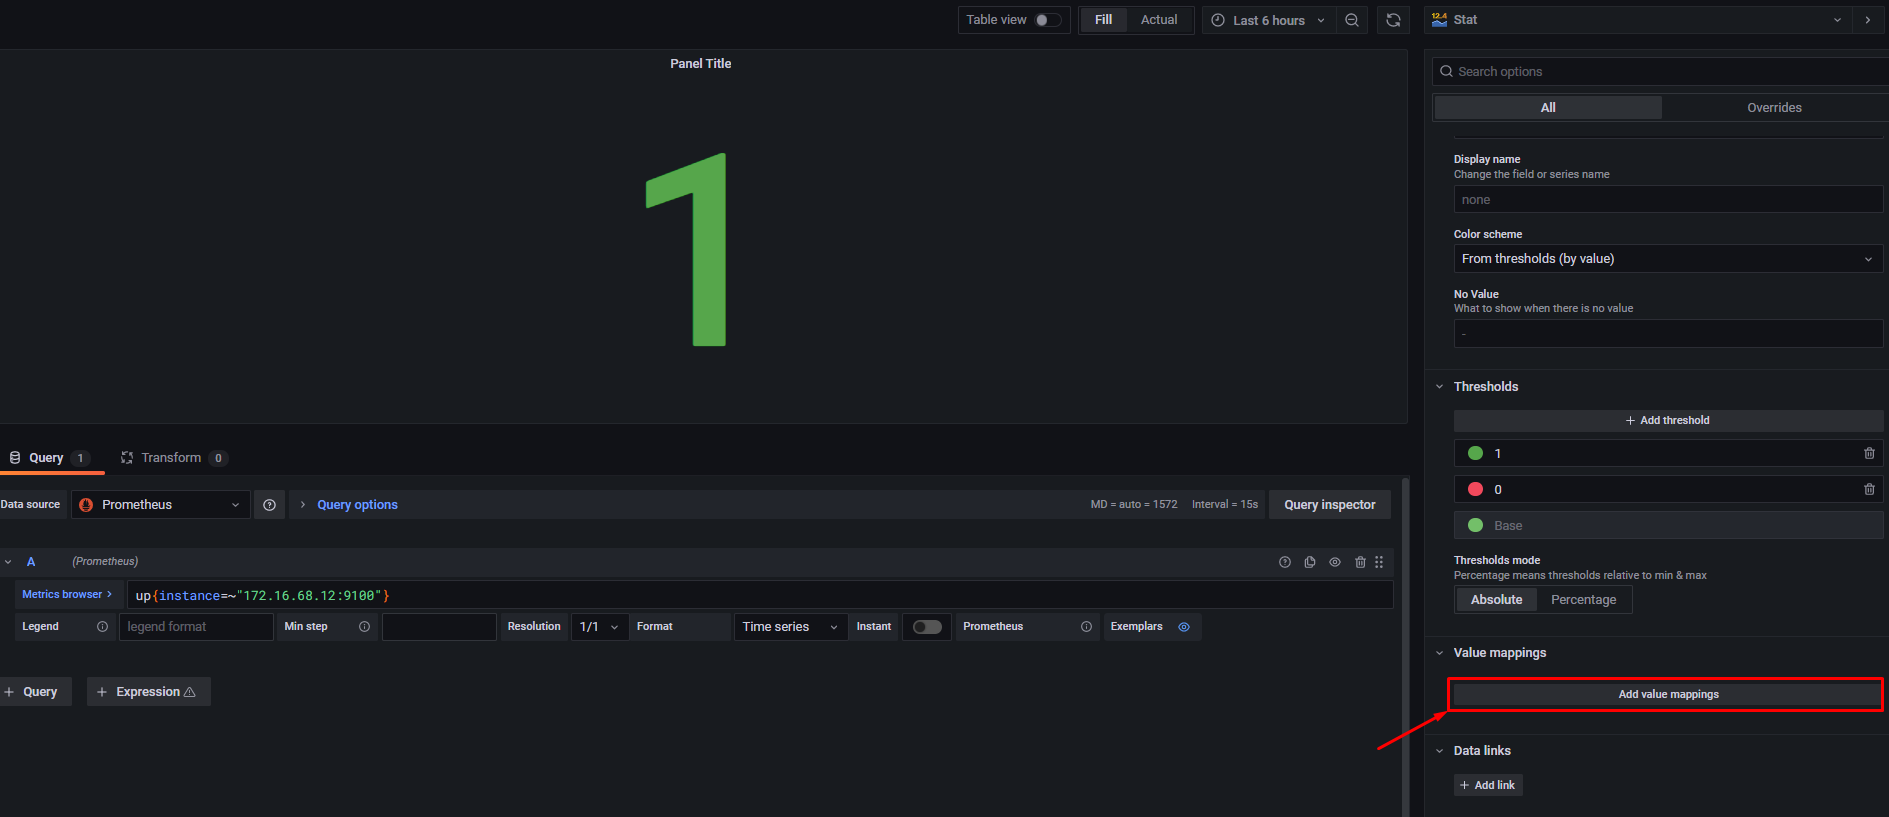 Table view
Fill
Actual
Last 6 hours
12.4
Stat
Panel Title
1
Search options
All
Overrides
Display name
Change the field or series name
none
Color scheme
From thresholds (by value)
No Value
What to show when there is no value
-
Thresholds
+ Add threshold
1
0
Base
Thresholds mode
Percentage means thresholds relative to min & max
Absolute
Percentage
Value mappings
Add value mappings
Data links
+ Add link
Query 1
Transform 0
Data source
Prometheus
Query options
MD = auto = 1572
Interval = 15s
Query inspector
A
(Prometheus)
Metrics browser >
up{instance=~"172.16.68.12:9100"}
Legend
legend format
Min step
Resolution
1/1
Format
Time series
Instant
Prometheus
Exemplars
+ Query
+ Expression